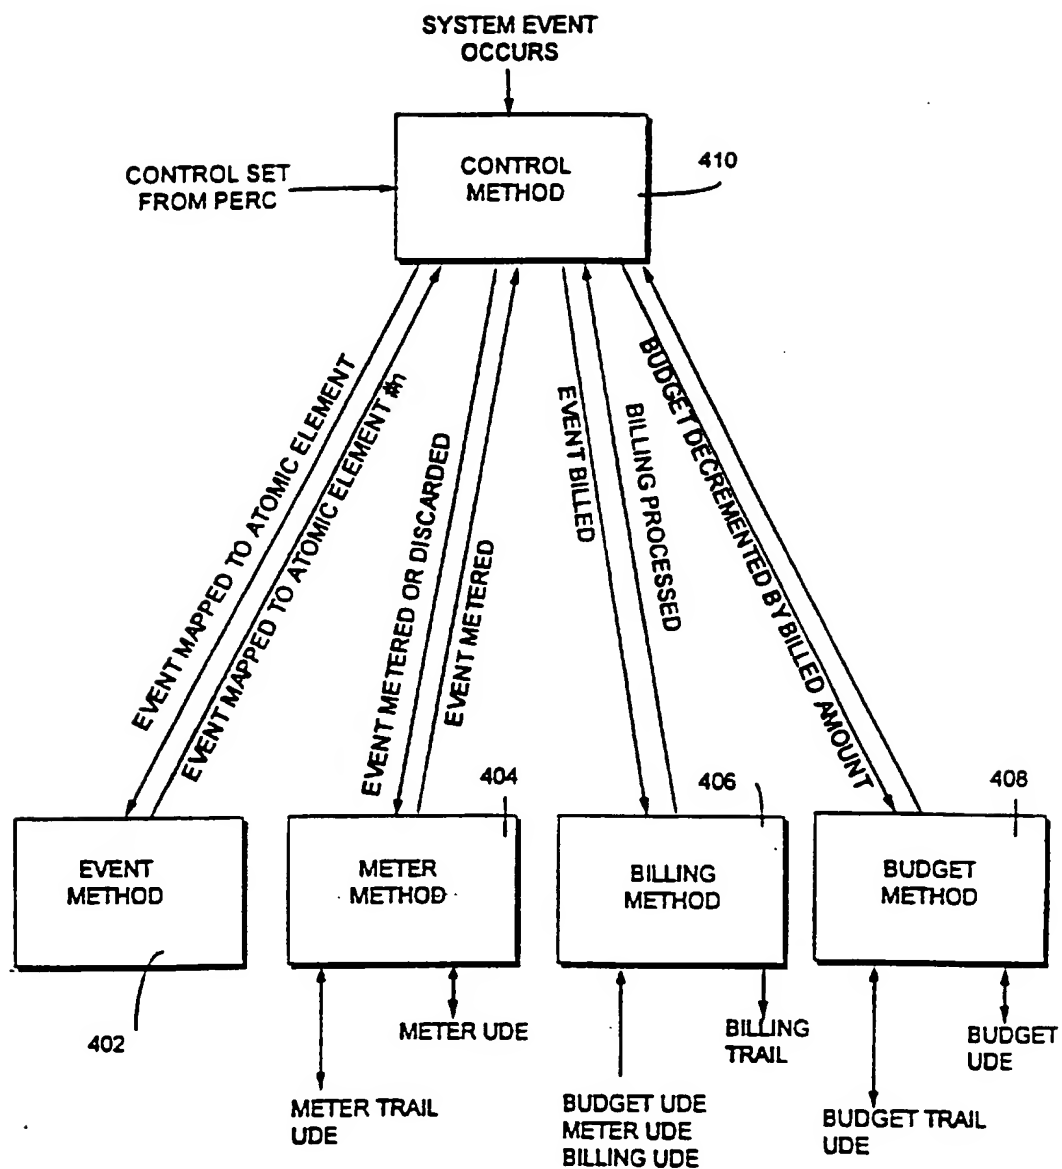 SYSTEM EVENT
OCCURS
CONTROL
METHOD
410
CONTROL SET
FROM PERC
EVENT MAPPED TO ATOMIC ELEMENT
EVENT MAPPED TO ATOMIC ELEMENT #n
EVENT METERED OR DISCARDED
EVENT METERED
EVENT BILLED
BILLING PROCESSED
BUDGET DECREMENTED BY BILLED AMOUNT
404
406
408
EVENT
METHOD
METER
METHOD
BILLING
METHOD
BUDGET
METHOD
402
METER UDE
BILLING
TRAIL
BUDGET
UDE
METER TRAIL
UDE
BUDGET UDE
METER UDE
BILLING UDE
BUDGET TRAIL
UDE